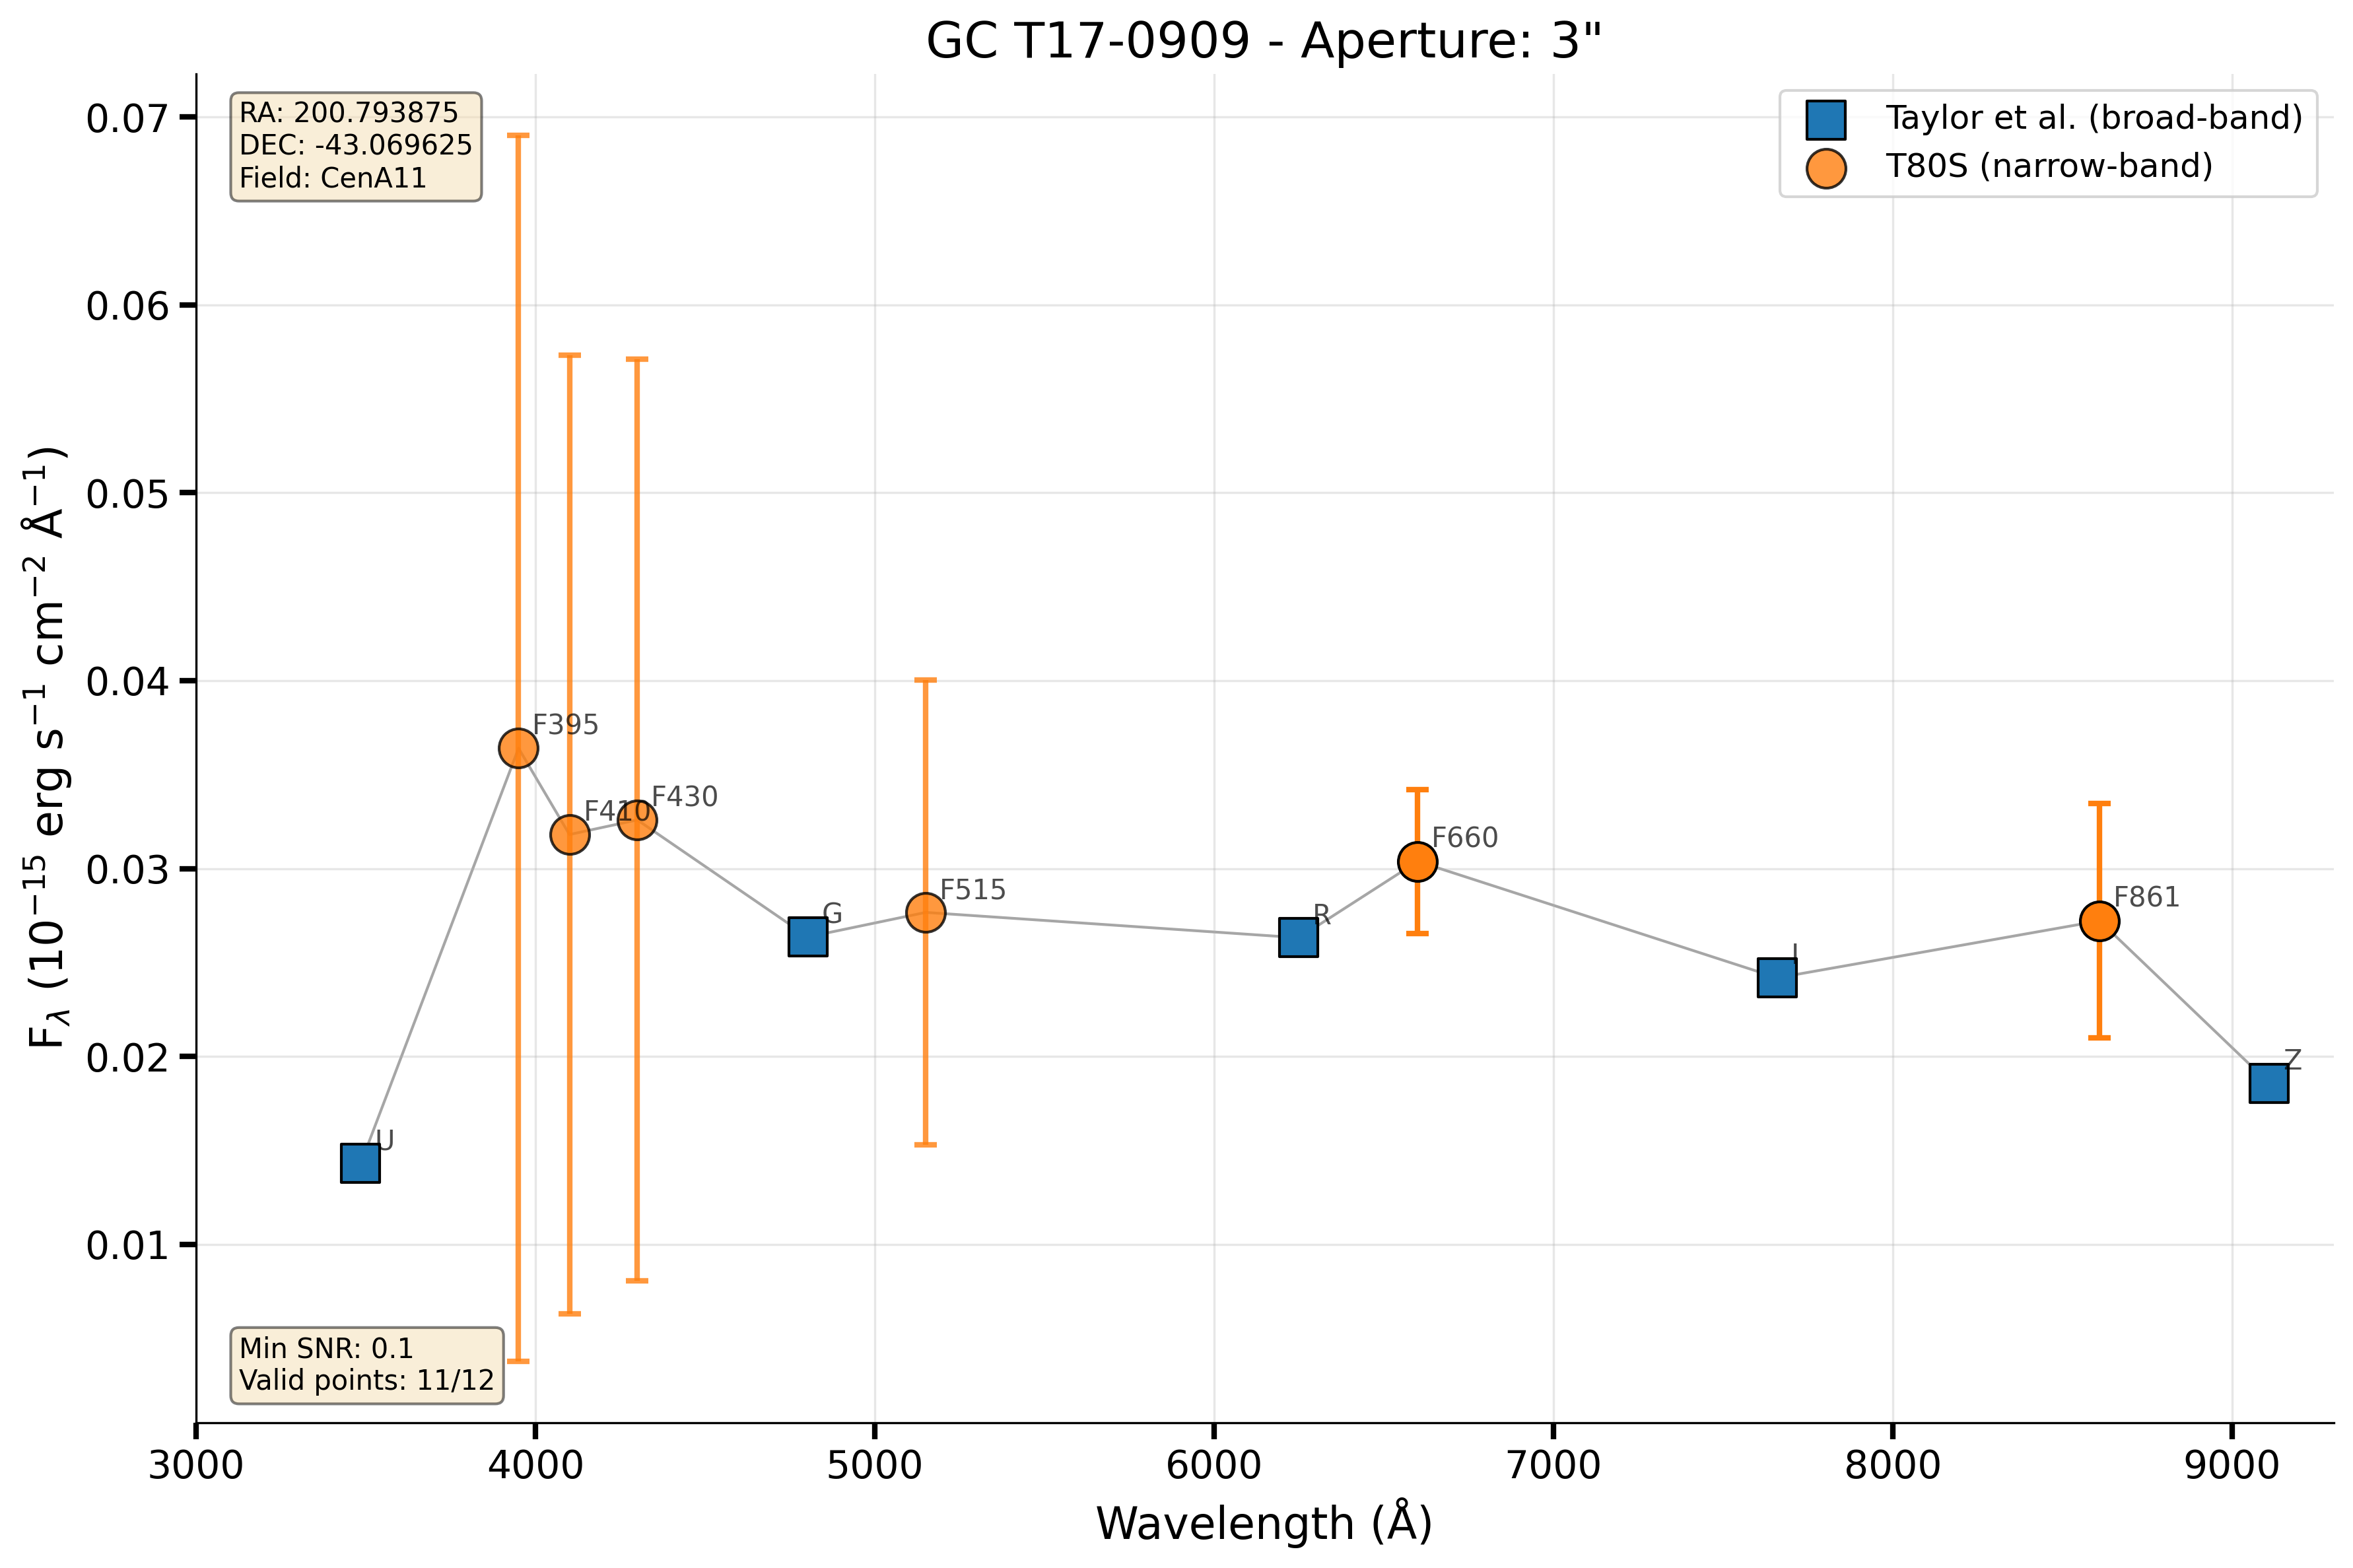 GC T17-0909 - Aperture: 3"
RA: 200.793875
DEC: -43.069625
Field: CenA11
Taylor et al. (broad-band)
T80S (narrow-band)
0.07
0.06
0.05
0.04
0.03
0.02
0.01
F_λ (10⁻¹⁵ erg s⁻¹ cm⁻² Å⁻¹)
U
F395
F410
F430
G
F515
R
F660
I
F861
Z
Min SNR: 0.1
Valid points: 11/12
3000 4000 5000 6000 7000 8000 9000
Wavelength (Å)